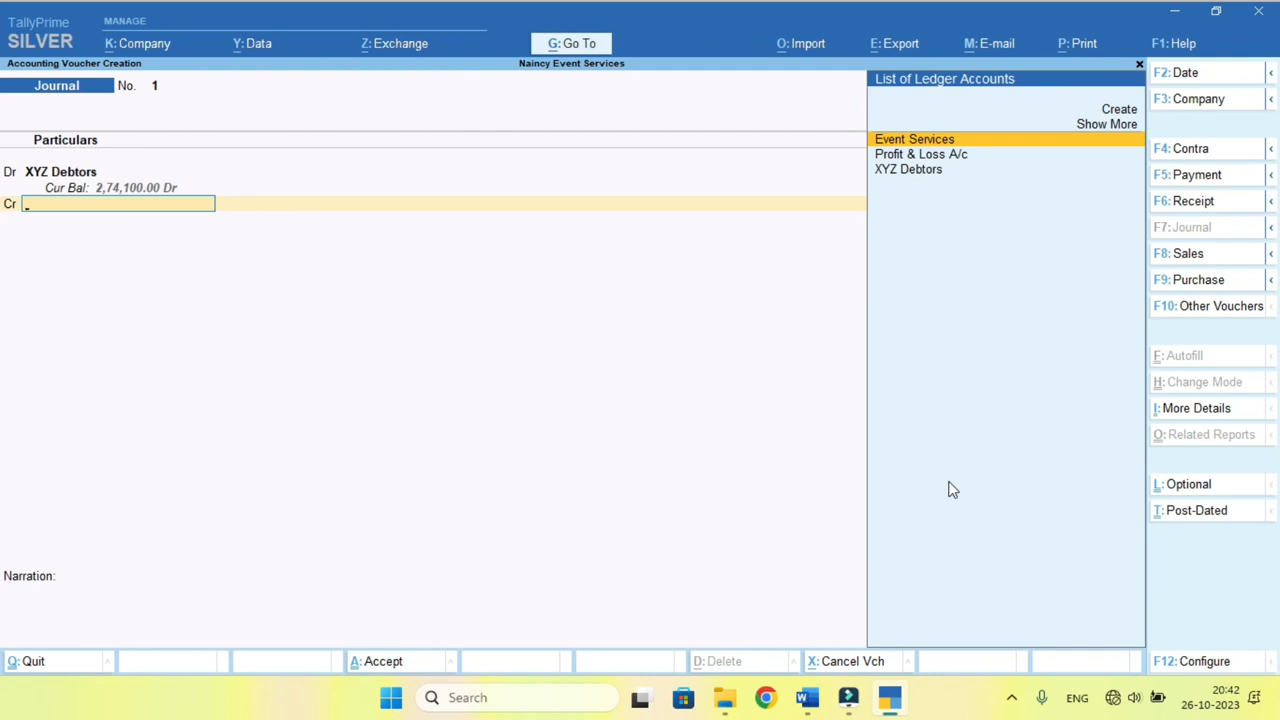 TallyPrime
SILVER
MANAGE
K: Company
Y: Data
Z: Exchange
G: Go To
O: Import
E: Export
M: E-mail
P: Print
F1: Help
Accounting Voucher Creation
Naincy Event Services
Journal No. 1
Particulars
Dr XYZ Debtors
Cur Bal: 2,74,100.00 Dr
Cr
Narration:
List of Ledger Accounts
Create
Show More
Event Services
Profit & Loss A/c
XYZ Debtors
F2: Date
F3: Company
F4: Contra
F5: Payment
F6: Receipt
F7: Journal
F8: Sales
F9: Purchase
F10: Other Vouchers
F: Autofill
H: Change Mode
I: More Details
O: Related Reports
L: Optional
T: Post-Dated
Q: Quit
A: Accept
D: Delete
X: Cancel Vch
F12: Configure
Search
ENG
20:42
26-10-2023